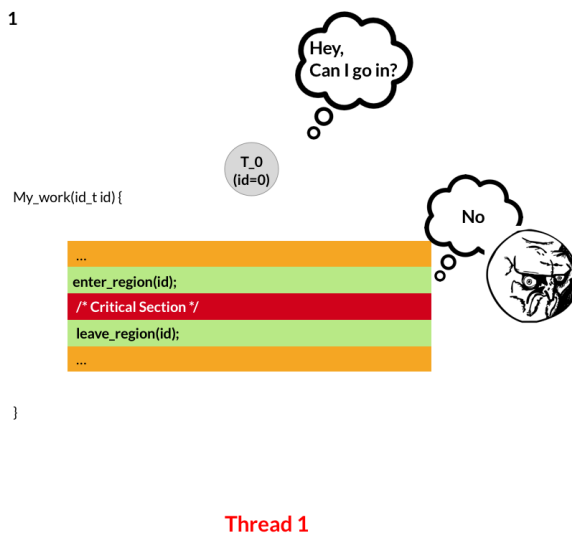 1
Hey,
Can I go in?
T_0
(id=0)
My_work(id_t id) {
No
...
enter_region(id);
/* Critical Section */
leave_region(id);
...
}
Thread 1